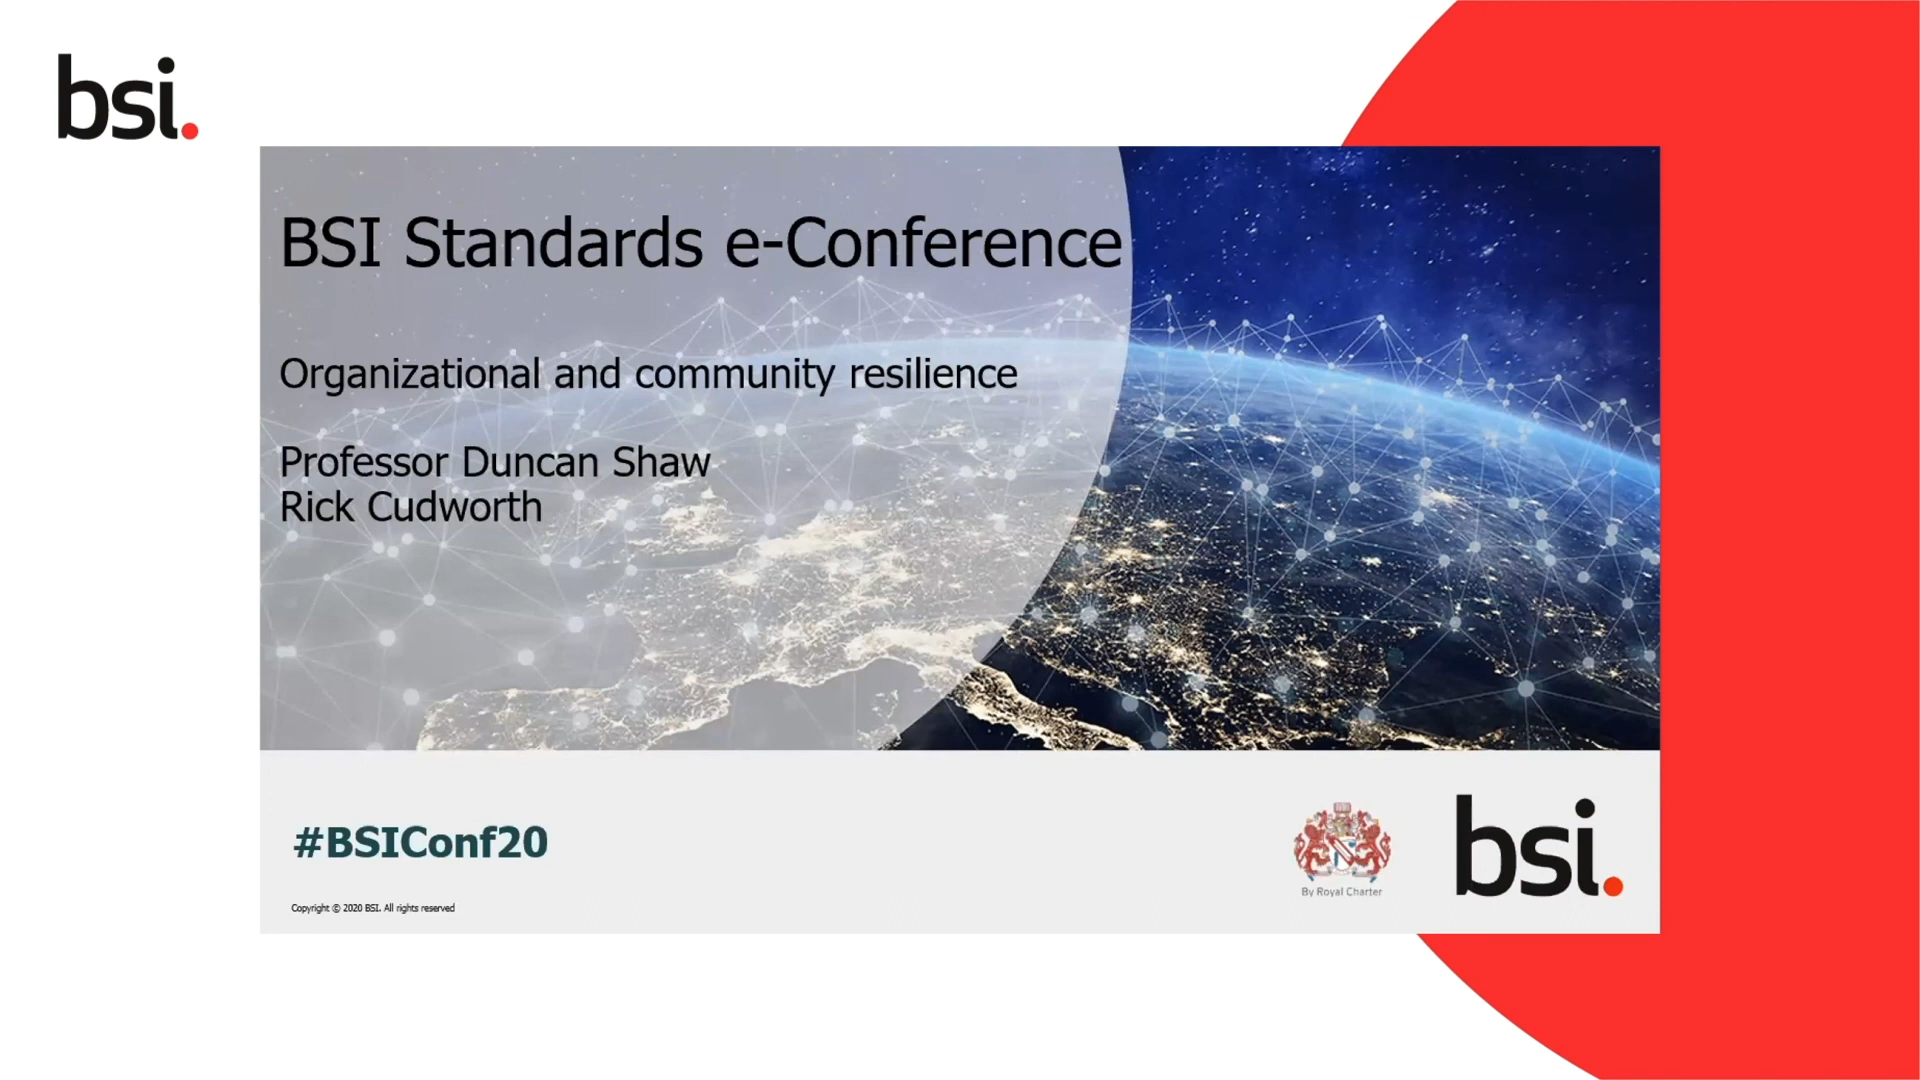 bsi.
BSI Standards e-Conference
Organizational and community resilience
Professor Duncan Shaw
Rick Cudworth
#BSIConf20
Copyright © 2020 BSI. All rights reserved
By Royal Charter
bsi.